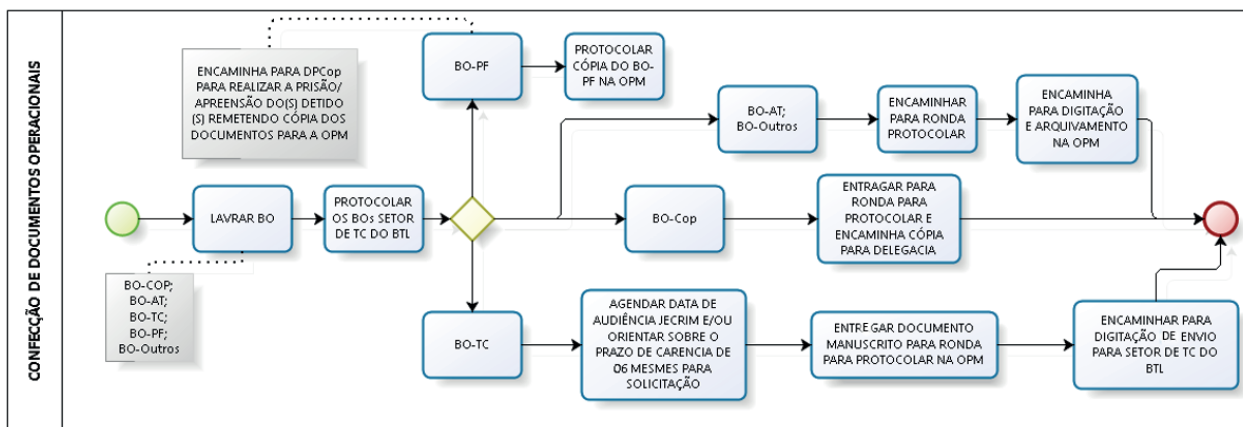 CONFECÇÃO DE DOCUMENTOS OPERACIONAIS
ENCAMINHA PARA DPCop
PARA REALIZAR A PRISÃO/
APREENSÃO DO(S) DETIDO
(S) REMETENDO CÓPIA DOS
DOCUMENTOS PARA A OPM
BO-PF
PROTOCOLAR
CÓPIA DO BO-
PF NA OPM
BO-AT;
BO-Outros
ENCAMINHAR
PARA RONDA
PROTOCOLAR
ENCAMINHA
PARA DIGITAÇÃO
E ARQUIVAMENTO
NA OPM
LAVRAR BO
PROTOCOLAR
OS BOs SETOR
DE TC DO BTL
BO-Cop
ENTRAGAR PARA
RONDA PARA
PROTOCOLAR E
ENCAMINHA CÓPIA
PARA DELEGACIA
BO-COP;
BO-AT;
BO-TC;
BO-PF;
BO-Outros
BO-TC
AGENDAR DATA DE
AUDIÊNCIA JECRIM E/OU
ORIENTAR SOBRE O
PRAZO DE CARENCIA DE
06 MESMES PARA
SOLICITAÇÃO
ENTREGAR DOCUMENTO
MANUSCRITO PARA RONDA
PARA PROTOCOLAR NA OPM
ENCAMINHAR PARA
DIGITAÇÃO DE ENVIO
PARA SETOR DE TC DO
BTL